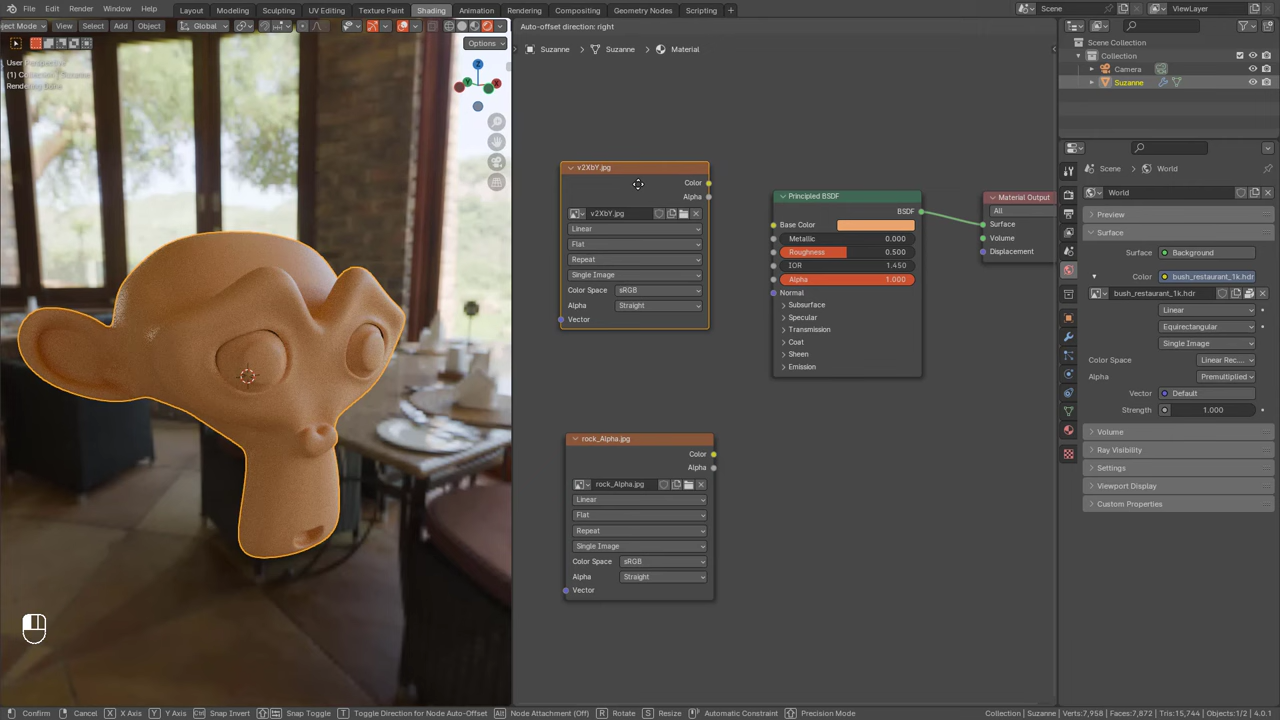 File Edit Render Window Help Layout Modeling Sculpting UV Editing Texture Paint Shading Animation Rendering Compositing Geometry Nodes Scripting + Scene ViewLayer
ject Mode View Select Add Object Global Auto-offset direction: right
Options
Suzanne Suzanne Material
User Perspective
(1) Collection | Suzanne
Z
Y
X
Scene Collection
Collection
Camera
Suzanne
v2XbY.jpg
Color
Alpha
v2XbY.jpg
Linear
Flat
Repeat
Single Image
Color Space sRGB
Alpha Straight
Vector
Principled BSDF
BSDF
Base Color
Metallic 0.000
Roughness 0.500
IOR 1.450
Alpha 1.000
Normal
Subsurface
Specular
Transmission
Coat
Sheen
Emission
Material Output
All
Surface
Volume
Displacement
rock_Alpha.jpg
Color
Alpha
rock_Alpha.jpg
Linear
Flat
Repeat
Single Image
Color Space sRGB
Alpha Straight
Vector
Scene World
World
Preview
Surface
Surface Background
Color bush_restaurant_1k.hdr
bush_restaurant_1k.hdr
Linear
Equirectangular
Single Image
Color Space Linear Rec...
Alpha Premultiplied
Vector Default
Strength 1.000
Volume
Ray Visibility
Settings
Viewport Display
Custom Properties
Confirm Cancel X X Axis Y Y Axis Ctrl Snap Invert Snap Toggle T Toggle Direction for Node Auto-Offset Alt Node Attachment (Off) R Rotate S Resize Automatic Constraint Precision Mode Collection | Suzanne Verts:7,958 Faces:7,872 Tris:15,744 Objects:1/2 4.0.1